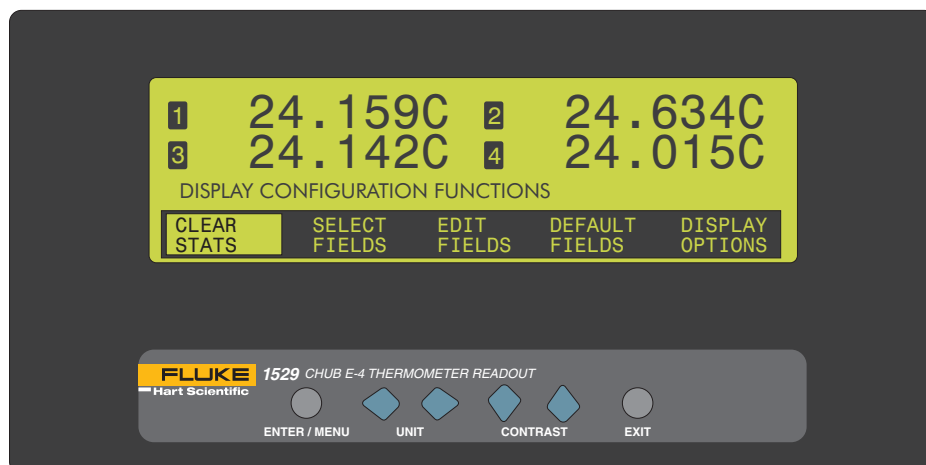 1 24.159C 2 24.634C
3 24.142C 4 24.015C
DISPLAY CONFIGURATION FUNCTIONS
CLEAR STATS
SELECT FIELDS
EDIT FIELDS
DEFAULT FIELDS
DISPLAY OPTIONS
FLUKE
Hart Scientific
1529 CHUB E-4 THERMOMETER READOUT
ENTER / MENU UNIT CONTRAST EXIT